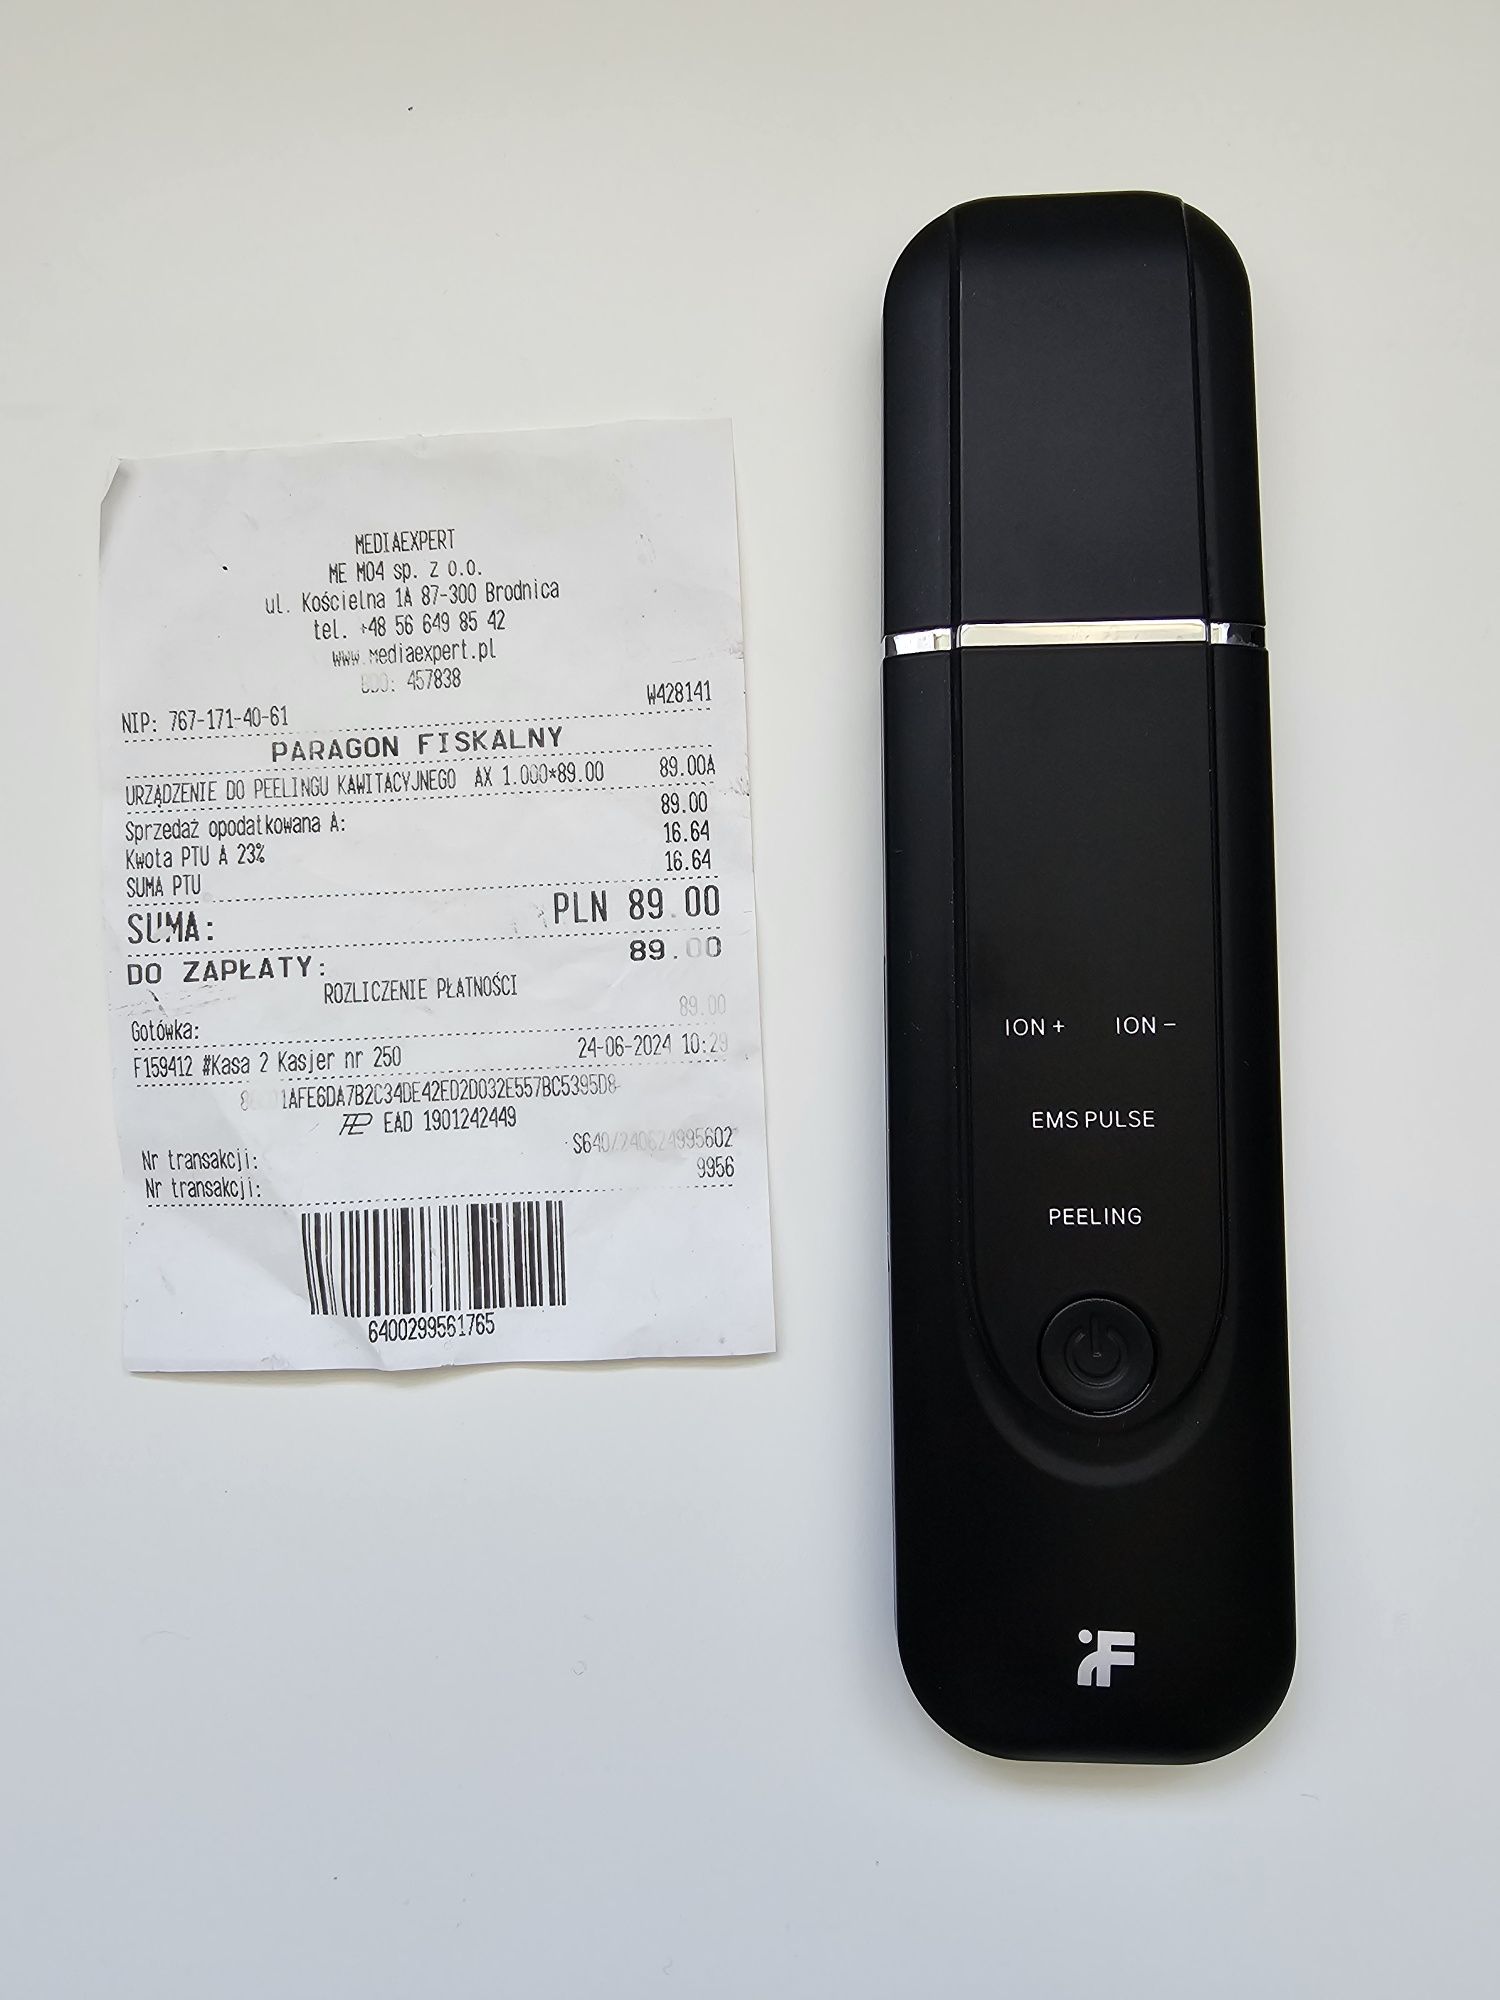 MEDIAEXPERT
ME M04 sp. z o.o.
ul. Kościelna 1A 87-300 Brodnica
tel. +48 56 649 85 42
www.mediaexpert.pl
BDO: 457838
W428141
NIP: 767-171-40-61
PARAGON FISKALNY
URZĄDZENIE DO PEELINGU KAWITACYJNEGO AX 1.000*89.00 89.00A
Sprzedaż opodatkowana A: 89.00
Kwota PTU A 23% 16.64
SUMA PTU 16.64
SUMA: PLN 89.00
DO ZAPŁATY: 89.00
ROZLICZENIE PŁATNOŚCI
Gotówka: 89.00
F159412 #Kasa 2 Kasjer nr 250 24-06-2024 10:29
EAD 1901242449
Nr transakcji: S640/240624995602
Nr transakcji: 9956
6400299561765
ION + ION −
EMS PULSE
PEELING
iF